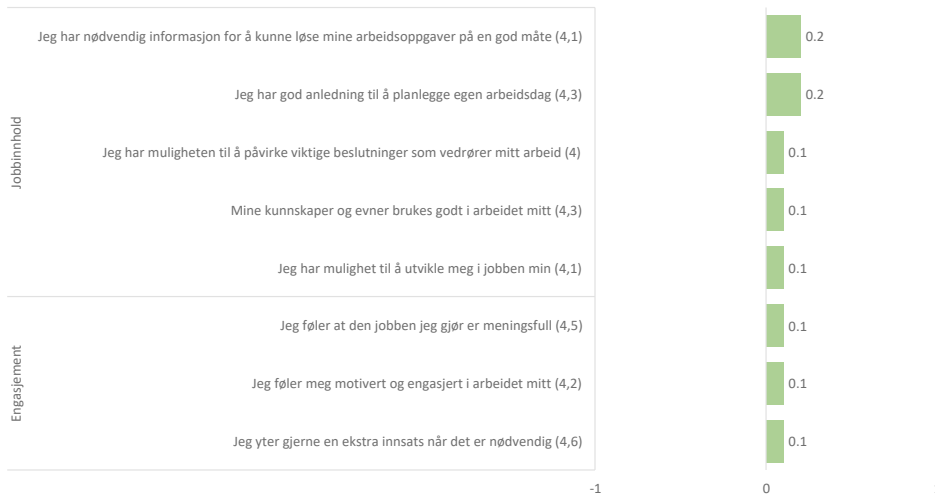 Jobbinnhold
Jeg har nødvendig informasjon for å kunne løse mine arbeidsoppgaver på en god måte (4,1)
0.2
Jeg har god anledning til å planlegge egen arbeidsdag (4,3)
0.2
Jeg har muligheten til å påvirke viktige beslutninger som vedrører mitt arbeid (4)
0.1
Mine kunnskaper og evner brukes godt i arbeidet mitt (4,3)
0.1
Jeg har mulighet til å utvikle meg i jobben min (4,1)
0.1
Engasjement
Jeg føler at den jobben jeg gjør er meningsfull (4,5)
0.1
Jeg føler meg motivert og engasjert i arbeidet mitt (4,2)
0.1
Jeg yter gjerne en ekstra innsats når det er nødvendig (4,6)
0.1
-1
0